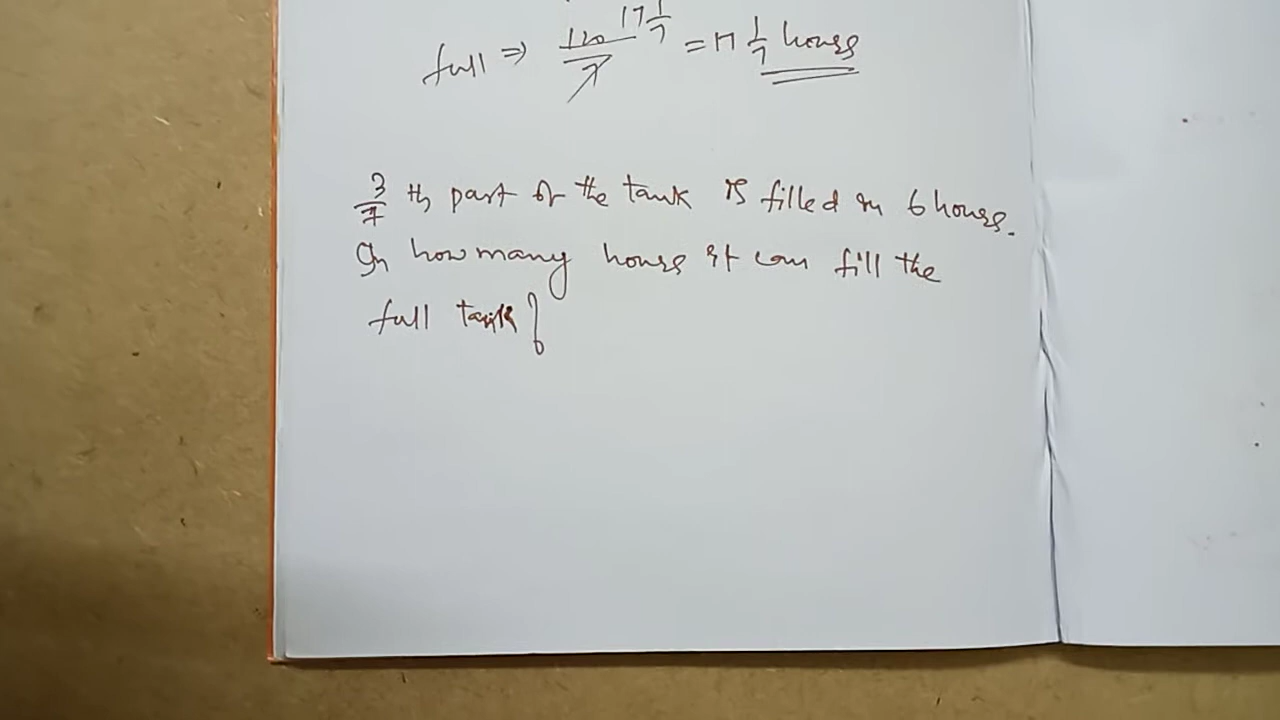 full ⇒ 120/7 17 1/7 = 17 1/7 hours
3/7 th part of the tank is filled in 6 hours.
In how many hours it can fill the
full tank?